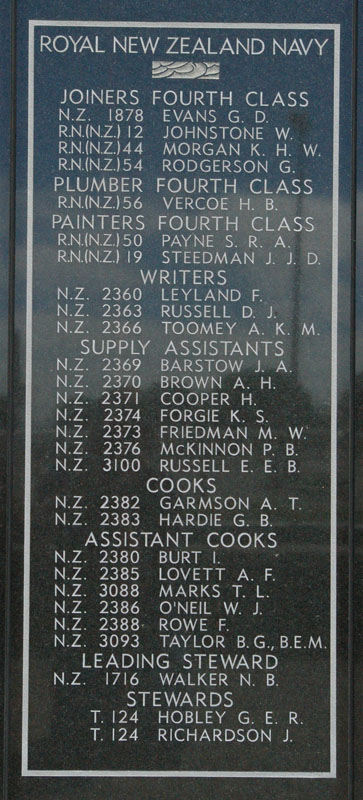 ROYAL NEW ZEALAND NAVY
JOINERS FOURTH CLASS
N.Z. 1878 EVANS G. D.
R.N.(N.Z.) 12 JOHNSTONE W.
R.N.(N.Z.) 44 MORGAN K. H. W.
R.N.(N.Z.) 54 RODGERSON G.
PLUMBER FOURTH CLASS
R.N.(N.Z.) 56 VERCOE H. B.
PAINTERS FOURTH CLASS
R.N.(N.Z.) 50 PAYNE S. R. A.
R.N.(N.Z.) 19 STEEDMAN J. J. D.
WRITERS
N.Z. 2360 LEYLAND F.
N.Z. 2363 RUSSELL D. J.
N.Z. 2366 TOOMEY A. K. M.
SUPPLY ASSISTANTS
N.Z. 2369 BARSTOW J. A.
N.Z. 2370 BROWN A. H.
N.Z. 2371 COOPER H.
N.Z. 2374 FORGIE K. S.
N.Z. 2373 FRIEDMAN M. W.
N.Z. 2376 McKINNON P. B.
N.Z. 3100 RUSSELL E. E. B.
COOKS
N.Z. 2382 GARMSON A. T.
N.Z. 2383 HARDIE G. B.
ASSISTANT COOKS
N.Z. 2380 BURT I.
N.Z. 2385 LOVETT A. F.
N.Z. 3088 MARKS T. L.
N.Z. 2386 O'NEIL W. J.
N.Z. 2388 ROWE F.
N.Z. 3093 TAYLOR B. G., B.E.M.
LEADING STEWARD
N.Z. 1716 WALKER N. B.
STEWARDS
T. 124 HOBLEY G. E. R.
T. 124 RICHARDSON J.